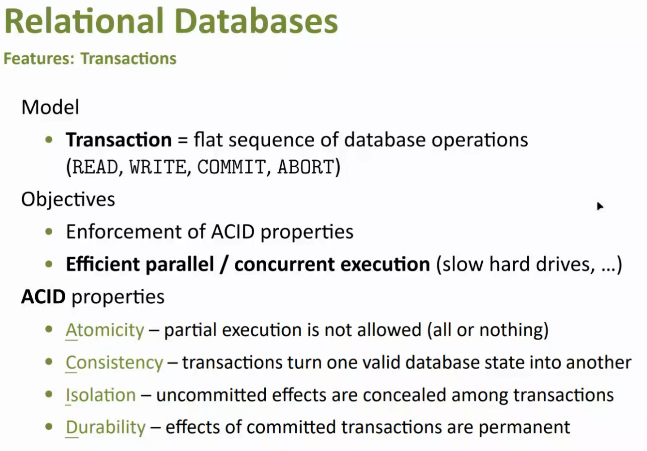 Relational Databases
Features: Transactions
Model
• Transaction = flat sequence of database operations
(READ, WRITE, COMMIT, ABORT)
Objectives
• Enforcement of ACID properties
• Efficient parallel / concurrent execution (slow hard drives, …)
ACID properties
• Atomicity – partial execution is not allowed (all or nothing)
• Consistency – transactions turn one valid database state into another
• Isolation – uncommitted effects are concealed among transactions
• Durability – effects of committed transactions are permanent